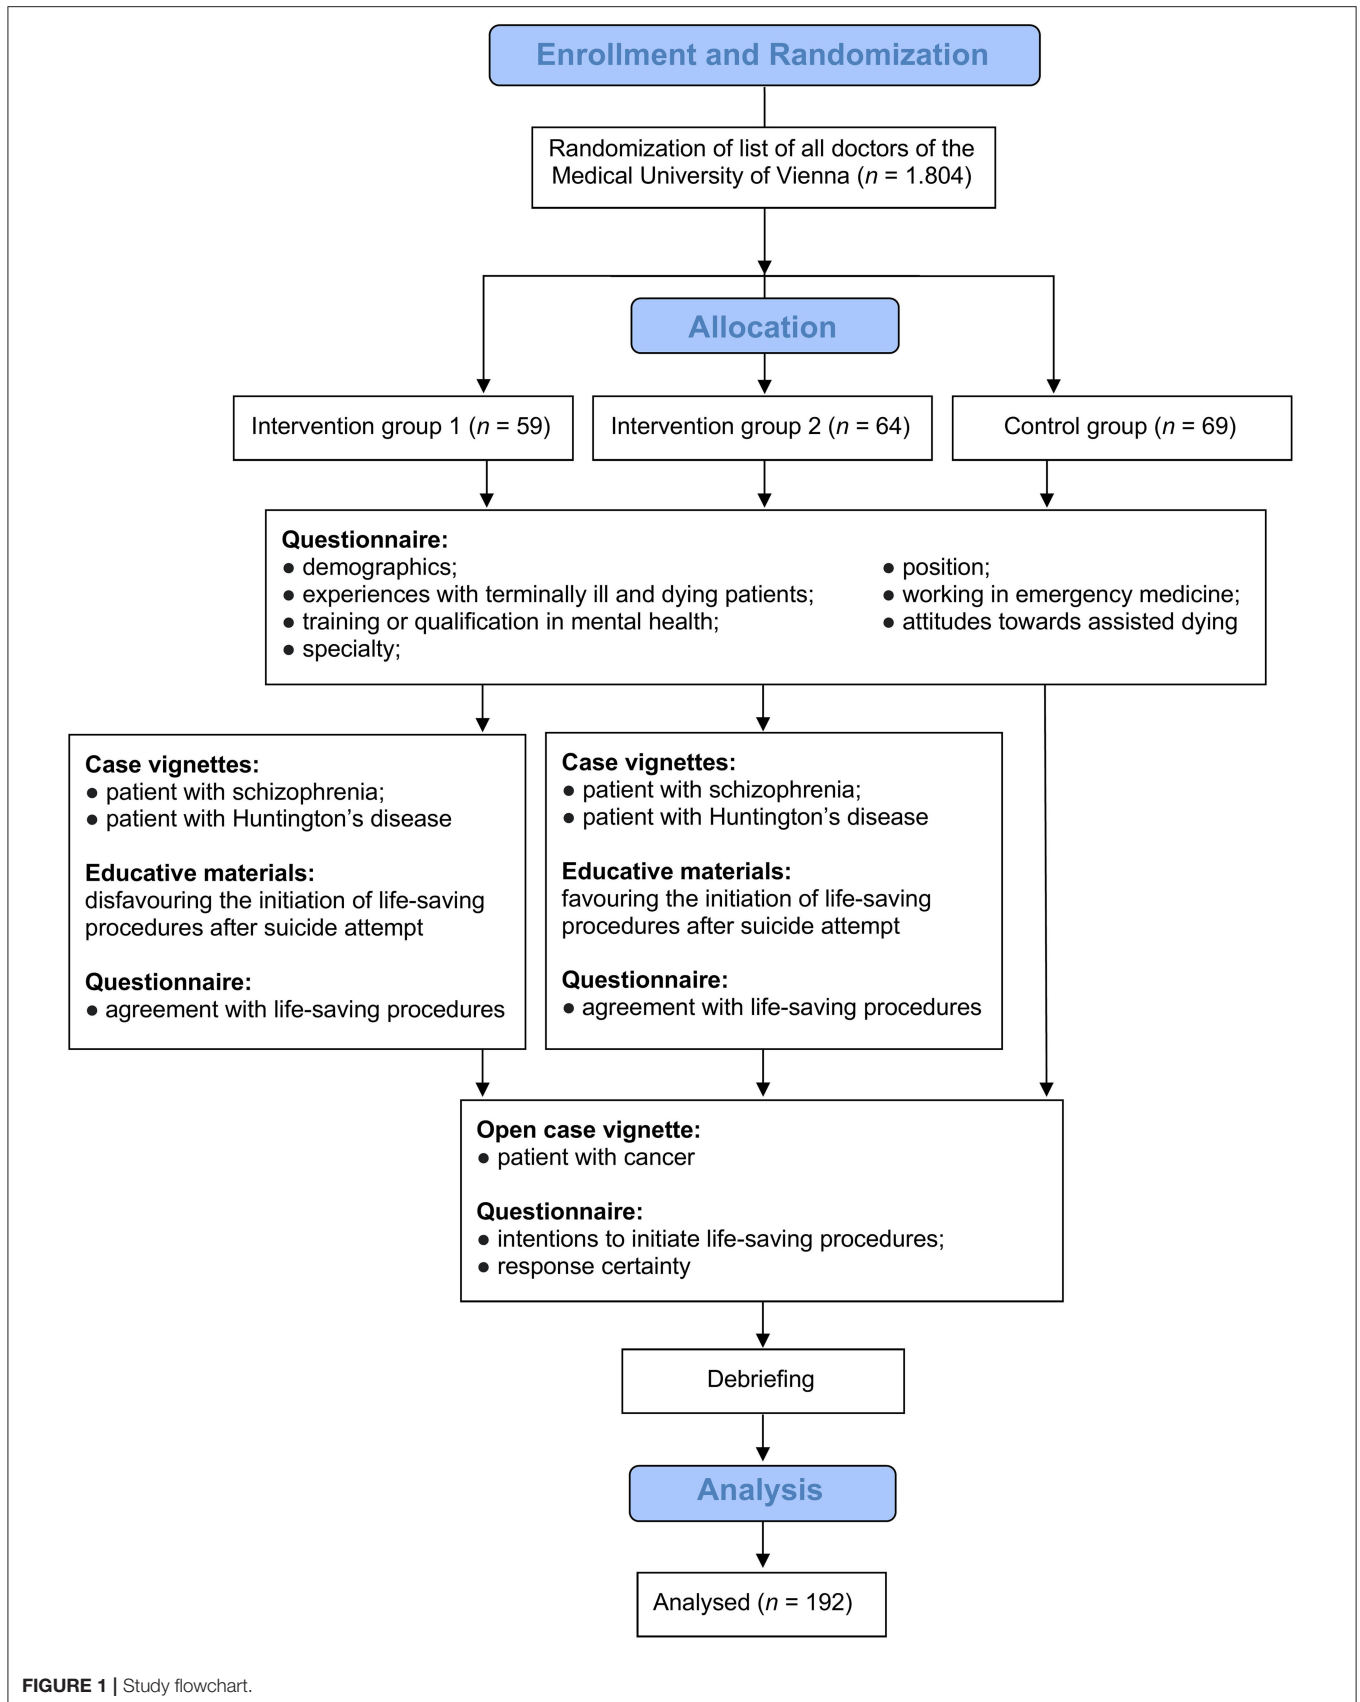 Enrollment and Randomization
Randomization of list of all doctors of the
Medical University of Vienna (n = 1.804)
Allocation
Intervention group 1 (n = 59)
Intervention group 2 (n = 64)
Control group (n = 69)
Questionnaire:
● demographics;
● experiences with terminally ill and dying patients;
● training or qualification in mental health;
● specialty;
● position;
● working in emergency medicine;
● attitudes towards assisted dying
Case vignettes:
● patient with schizophrenia;
● patient with Huntington's disease
Educative materials:
disfavouring the initiation of life-saving
procedures after suicide attempt
Questionnaire:
● agreement with life-saving procedures
Case vignettes:
● patient with schizophrenia;
● patient with Huntington's disease
Educative materials:
favouring the initiation of life-saving
procedures after suicide attempt
Questionnaire:
● agreement with life-saving procedures
Open case vignette:
● patient with cancer
Questionnaire:
● intentions to initiate life-saving procedures;
● response certainty
Debriefing
Analysis
Analysed (n = 192)
FIGURE 1 | Study flowchart.